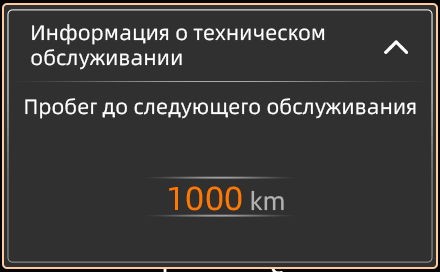 Информация о техническом
обслуживании
Пробег до следующего обслуживания
1000 km